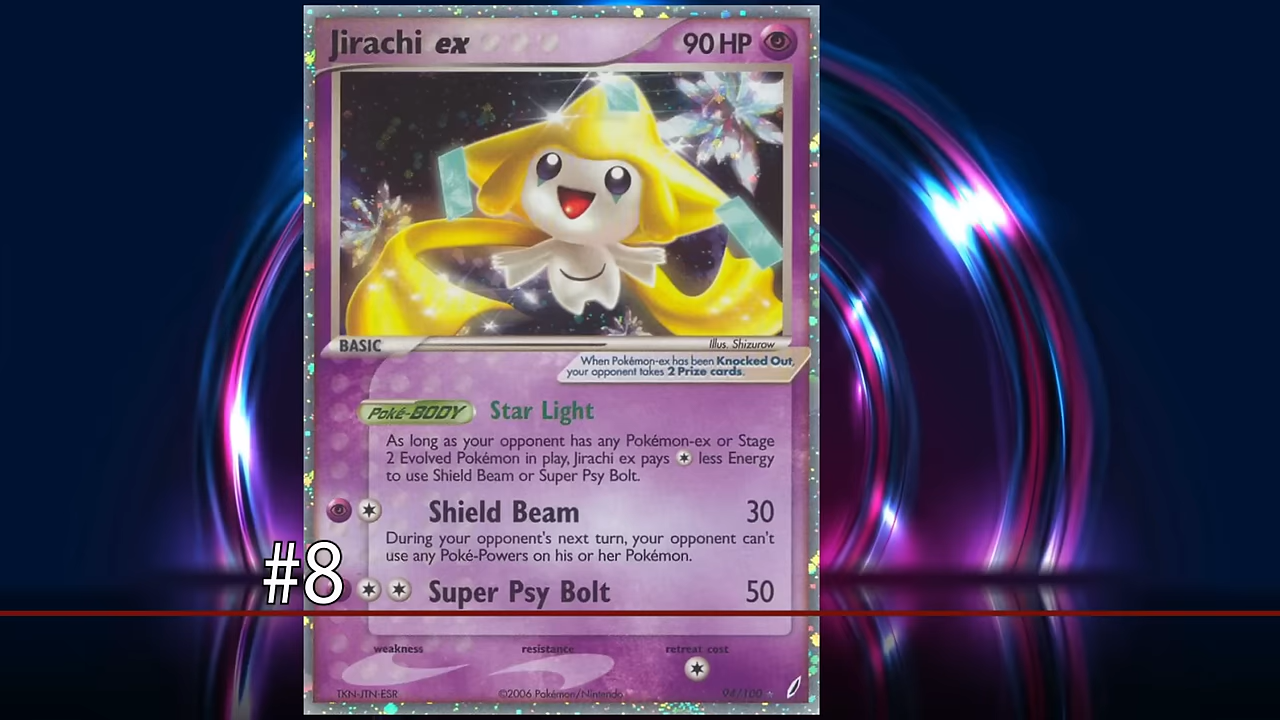 Jirachi ex
90 HP
BASIC
Illus. Shizurow
When Pokémon-ex has been Knocked Out,
your opponent takes 2 Prize cards.
Poké-BODY Star Light
As long as your opponent has any Pokémon-ex or Stage
2 Evolved Pokémon in play, Jirachi ex pays less Energy
to use Shield Beam or Super Psy Bolt.
Shield Beam 30
During your opponent's next turn, your opponent can't
use any Poké-Powers on his or her Pokémon.
#8
Super Psy Bolt 50
weakness resistance retreat cost
TKN-JTN-ESR ©2006 Pokémon/Nintendo 94/100